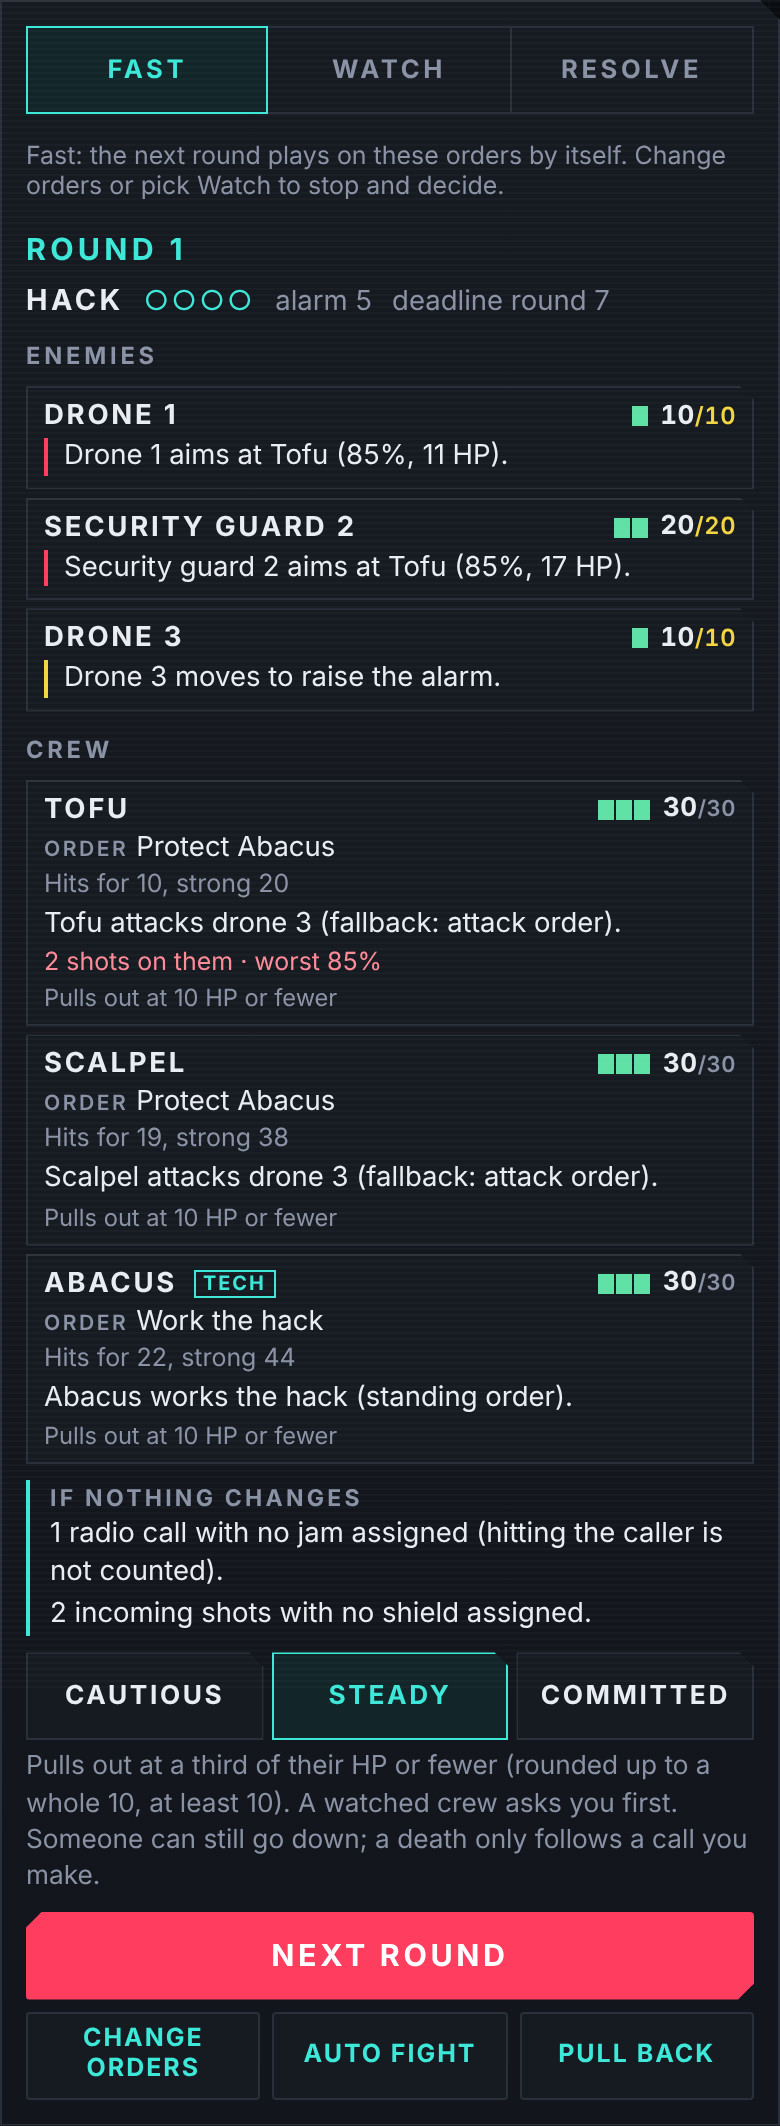 FAST
WATCH
RESOLVE
Fast: the next round plays on these orders by itself. Change
orders or pick Watch to stop and decide.
ROUND 1
HACK alarm 5 deadline round 7
ENEMIES
DRONE 1 10/10
Drone 1 aims at Tofu (85%, 11 HP).
SECURITY GUARD 2 20/20
Security guard 2 aims at Tofu (85%, 17 HP).
DRONE 3 10/10
Drone 3 moves to raise the alarm.
CREW
TOFU 30/30
ORDER Protect Abacus
Hits for 10, strong 20
Tofu attacks drone 3 (fallback: attack order).
2 shots on them · worst 85%
Pulls out at 10 HP or fewer
SCALPEL 30/30
ORDER Protect Abacus
Hits for 19, strong 38
Scalpel attacks drone 3 (fallback: attack order).
Pulls out at 10 HP or fewer
ABACUS TECH 30/30
ORDER Work the hack
Hits for 22, strong 44
Abacus works the hack (standing order).
Pulls out at 10 HP or fewer
IF NOTHING CHANGES
1 radio call with no jam assigned (hitting the caller is
not counted).
2 incoming shots with no shield assigned.
CAUTIOUS
STEADY
COMMITTED
Pulls out at a third of their HP or fewer (rounded up to a
whole 10, at least 10). A watched crew asks you first.
Someone can still go down; a death only follows a call you
make.
NEXT ROUND
CHANGE
ORDERS
AUTO FIGHT
PULL BACK